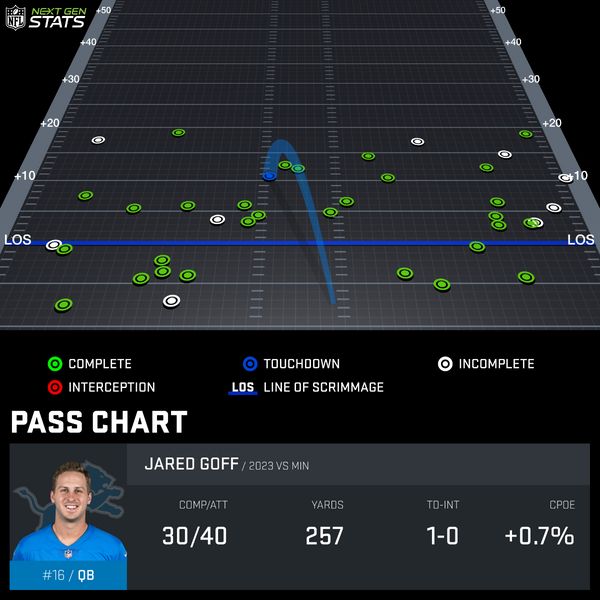 NFL NEXT GEN STATS
+50 +50
+40 +40
+30 +30
+20 +20
+10 +10
LOS LOS
COMPLETE TOUCHDOWN INCOMPLETE
INTERCEPTION LOS LINE OF SCRIMMAGE
PASS CHART
JARED GOFF / 2023 VS MIN
COMP/ATT YARDS TD-INT CPOE
30/40 257 1-0 +0.7%
#16 / QB